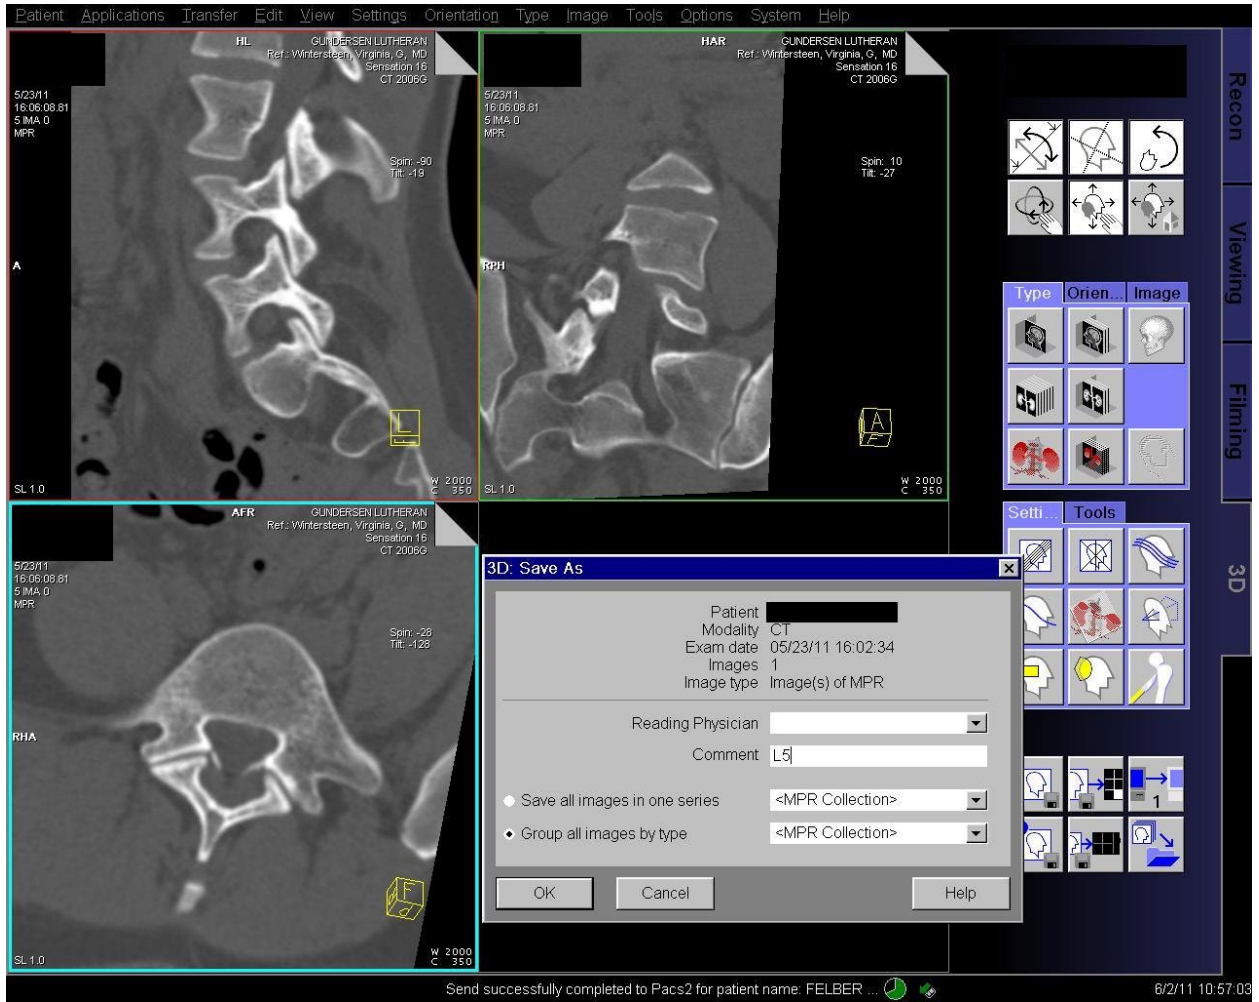 Patient Applications Transfer Edit View Settings Orientation Type Image Tools Options System Help
HL
GUNDERSEN LUTHERAN
Ref.: Wintersteen, Virginia, G, MD
Sensation 16
CT 2006G
5/23/11
16:06:08.81
5 IMA 0
MPR
Spin: -90
Tilt: -19
A
L
SL 1.0
W 2000
C 350
HAR
GUNDERSEN LUTHERAN
Ref.: Wintersteen, Virginia, G, MD
Sensation 16
CT 2006G
5/23/11
16:06:08.81
5 IMA 0
MPR
Spin: 10
Tilt: -27
RPH
A
F
SL 1.0
W 2000
C 350
AFR
GUNDERSEN LUTHERAN
Ref.: Wintersteen, Virginia, G, MD
Sensation 16
CT 2006G
5/23/11
16:06:08.81
5 IMA 0
MPR
Spin: -28
Tilt: -128
RHA
F
SL 1.0
W 2000
C 350
3D: Save As
Patient
Modality CT
Exam date 05/23/11 16:02:34
Images 1
Image type Image(s) of MPR
Reading Physician
Comment L5
Save all images in one series <MPR Collection>
Group all images by type <MPR Collection>
OK Cancel Help
Type Orien... Image
Setti... Tools
1
Recon
Viewing
Filming
3D
Send successfully completed to Pacs2 for patient name: FELBER ...
6/2/11 10:57:03